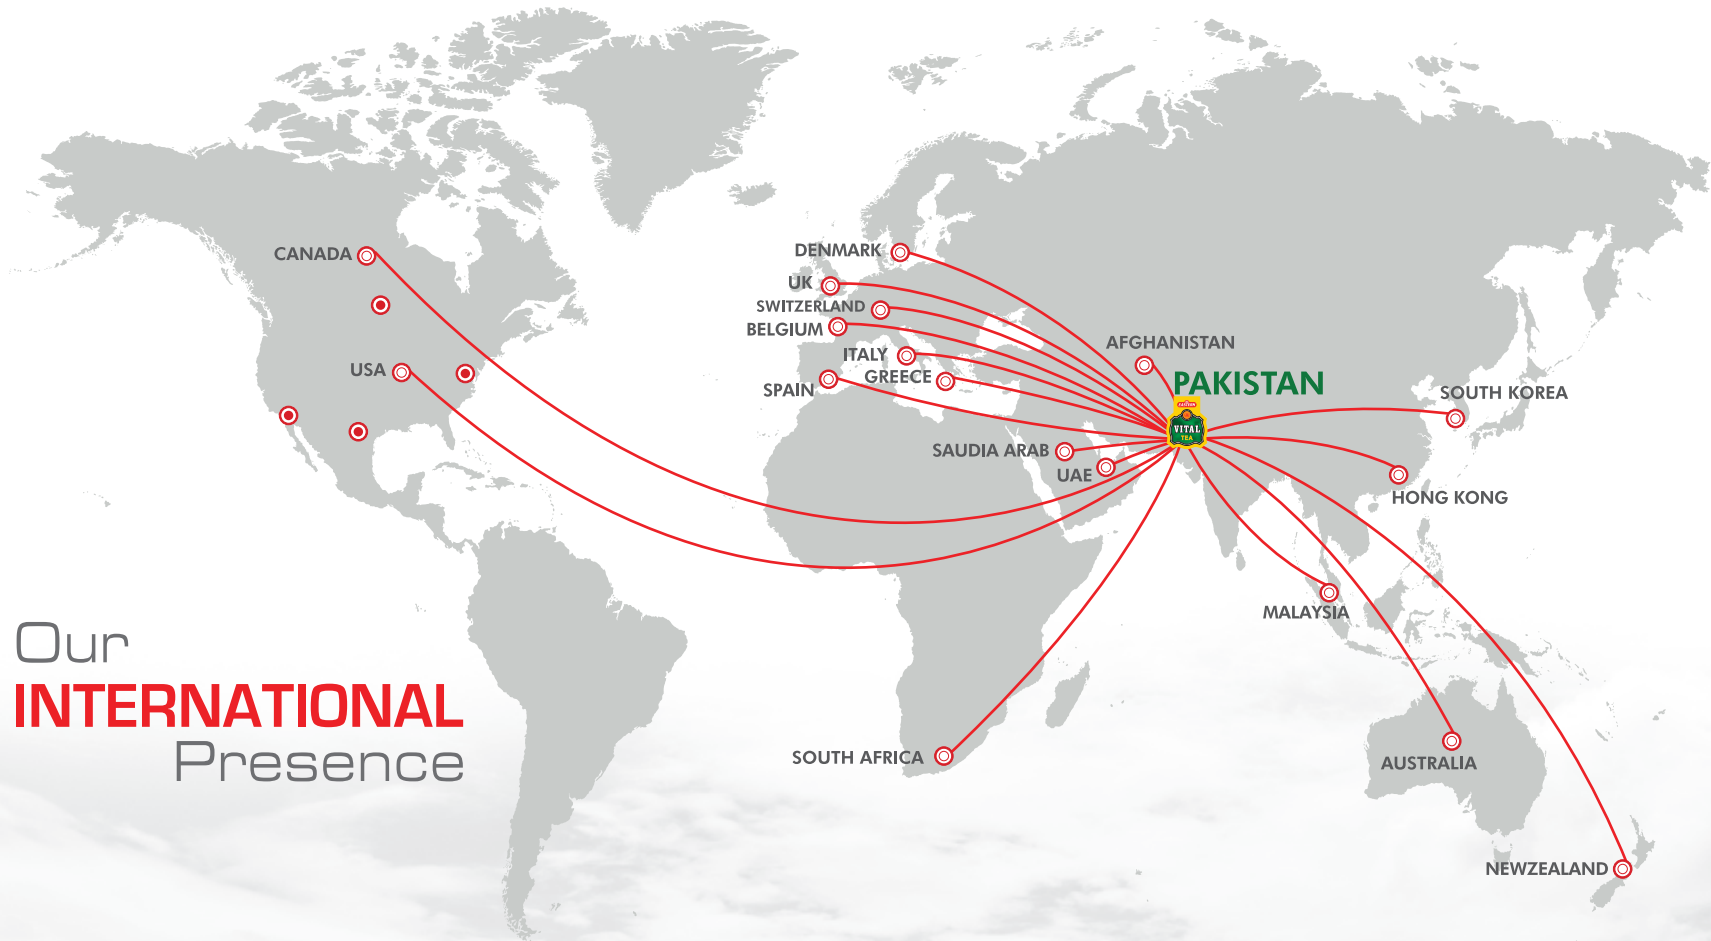 CANADA
USA
DENMARK
UK
SWITZERLAND
BELGIUM
ITALY
SPAIN
GREECE
AFGHANISTAN
PAKISTAN
VITAL
TEA
SOUTH KOREA
SAUDIA ARAB
UAE
HONG KONG
MALAYSIA
SOUTH AFRICA
AUSTRALIA
NEWZEALAND
Our
INTERNATIONAL
Presence